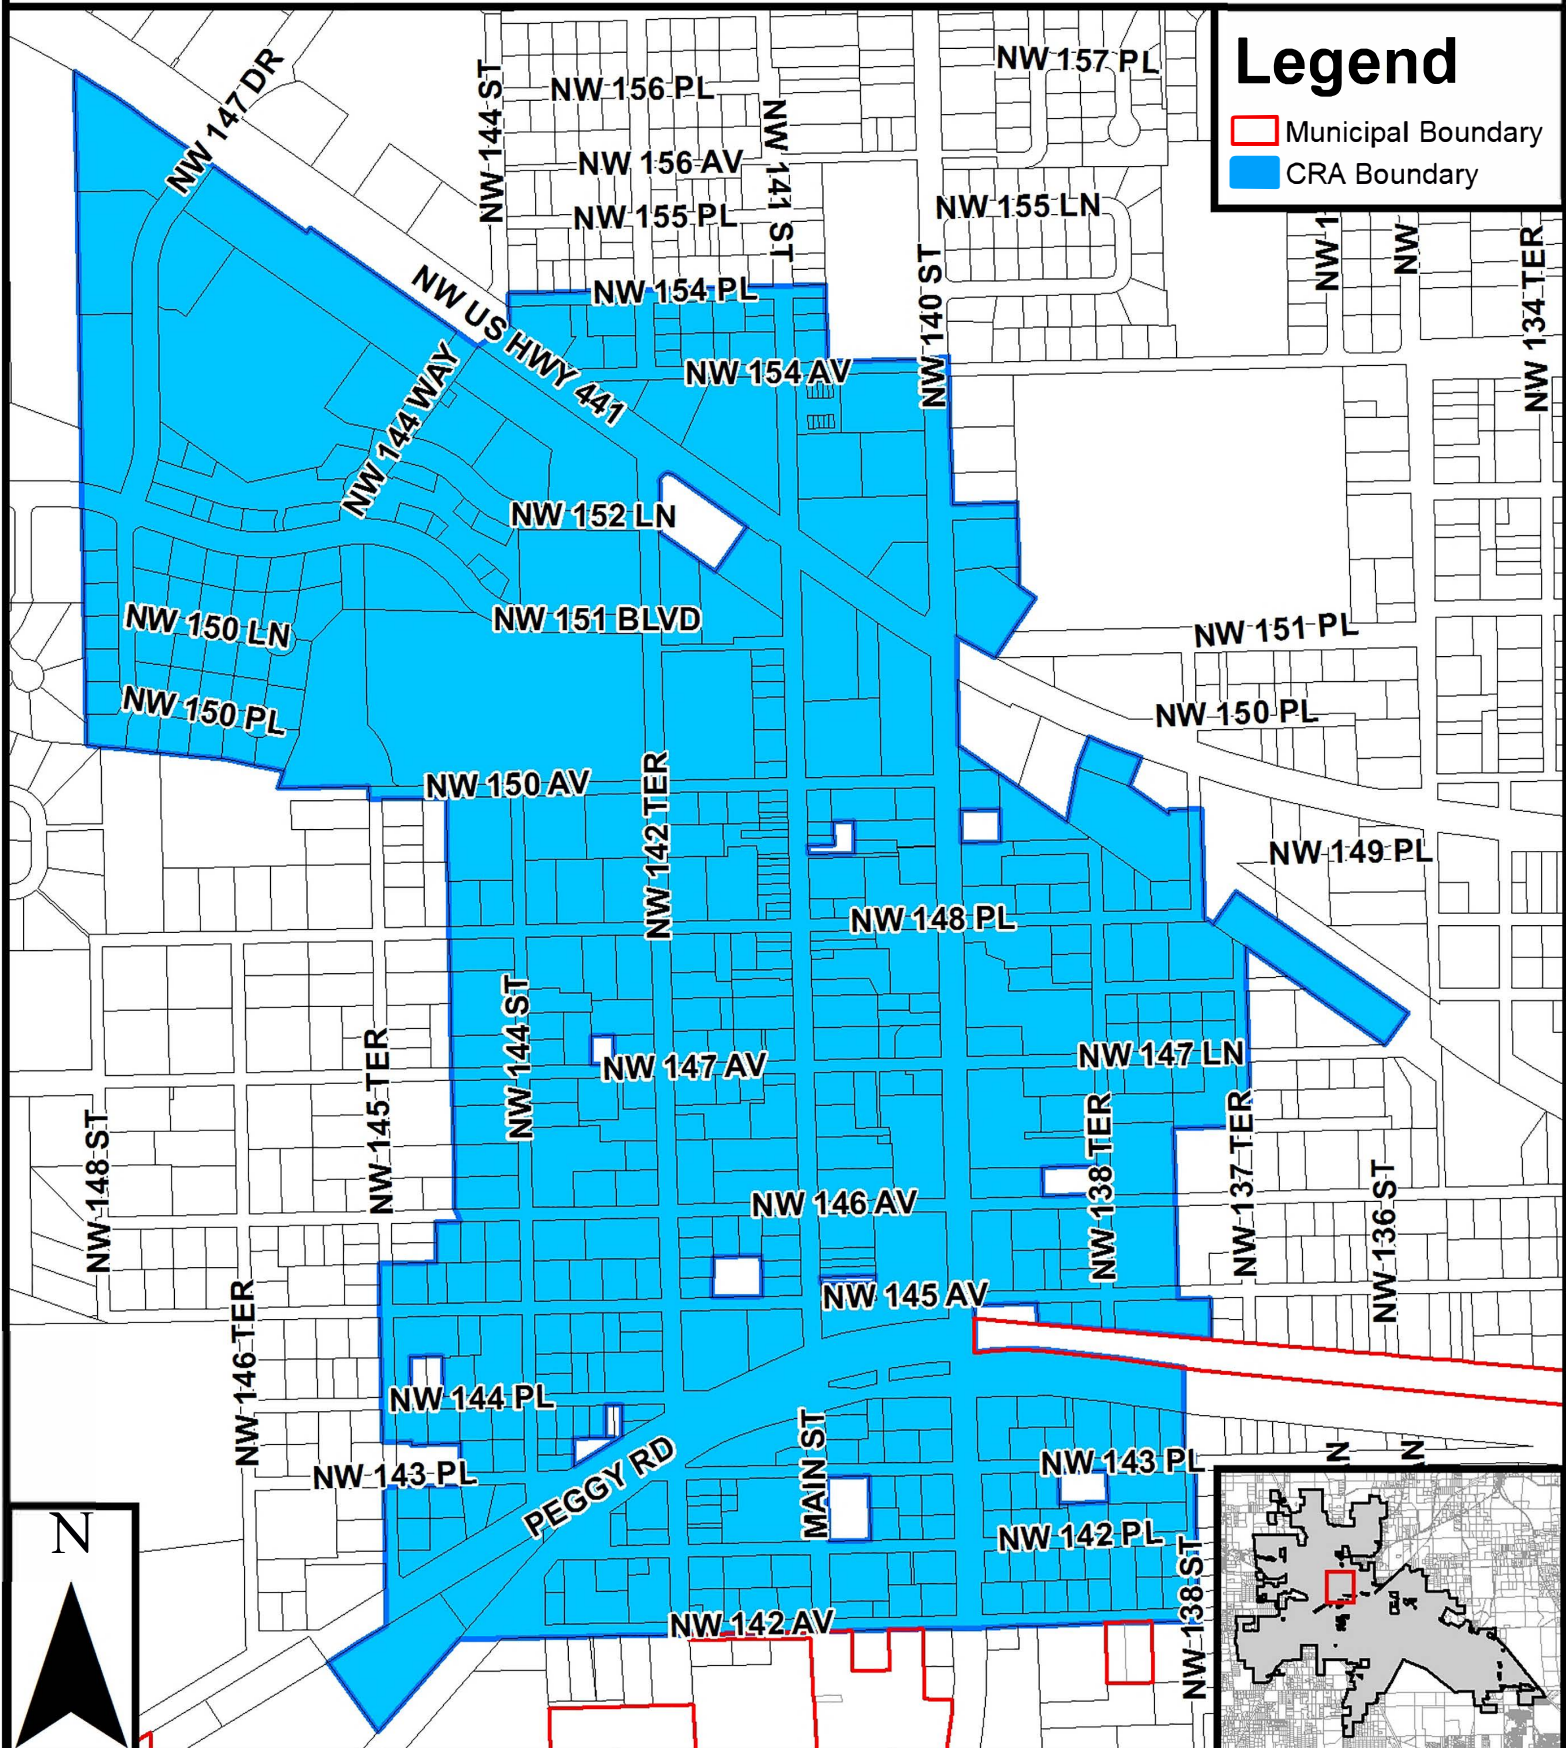 Legend
Municipal Boundary
CRA Boundary
NW 147 DR
NW 144 ST
NW 156 PL
NW 157 PL
NW 141 ST
NW 156 AV
NW 155 PL
NW 155 LN
NW 1
NW
NW 134 TER
NW 154 PL
NW 140 ST
NW US HWY 441
NW 154 AV
NW 144 WAY
NW 152 LN
NW 150 LN
NW 151 BLVD
NW 151 PL
NW 150 PL
NW 150 PL
NW 150 AV
NW 142 TER
NW 149 PL
NW 148 PL
NW 144 ST
NW 145 TER
NW 147 AV
NW 147 LN
NW 148 ST
NW 138 TER
NW 137 TER
NW 136 ST
NW 146 AV
NW 145 AV
NW 146 TER
NW 144 PL
NW 143 PL
PEGGY RD
MAIN ST
NW 143 PL
N
N
NW 142 PL
NW 138 ST
NW 142 AV
N